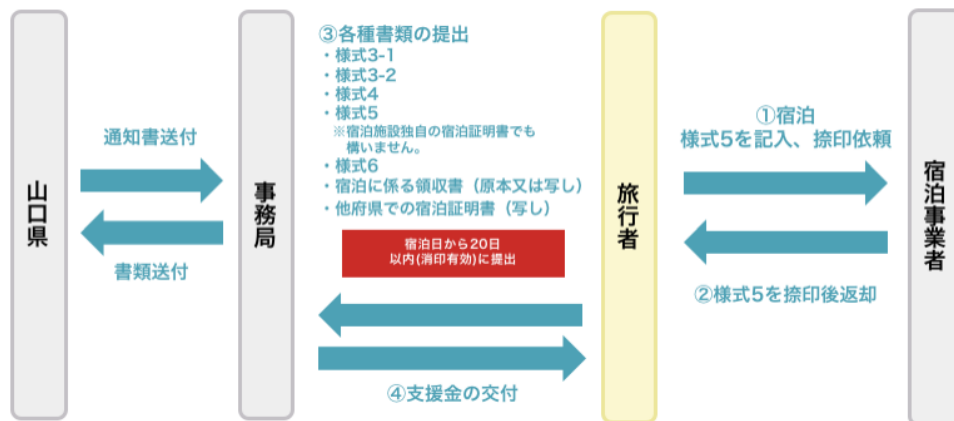 山口県
通知書送付
書類送付
事務局
③各種書類の提出
・様式3-1
・様式3-2
・様式4
・様式5
※宿泊施設独自の宿泊証明書でも
構いません。
・様式6
・宿泊に係る領収書（原本又は写し）
・他府県での宿泊証明書（写し）
宿泊日から20日
以内(消印有効)に提出
④支援金の交付
旅行者
①宿泊
様式5を記入、捺印依頼
②様式5を捺印後返却
宿泊事業者